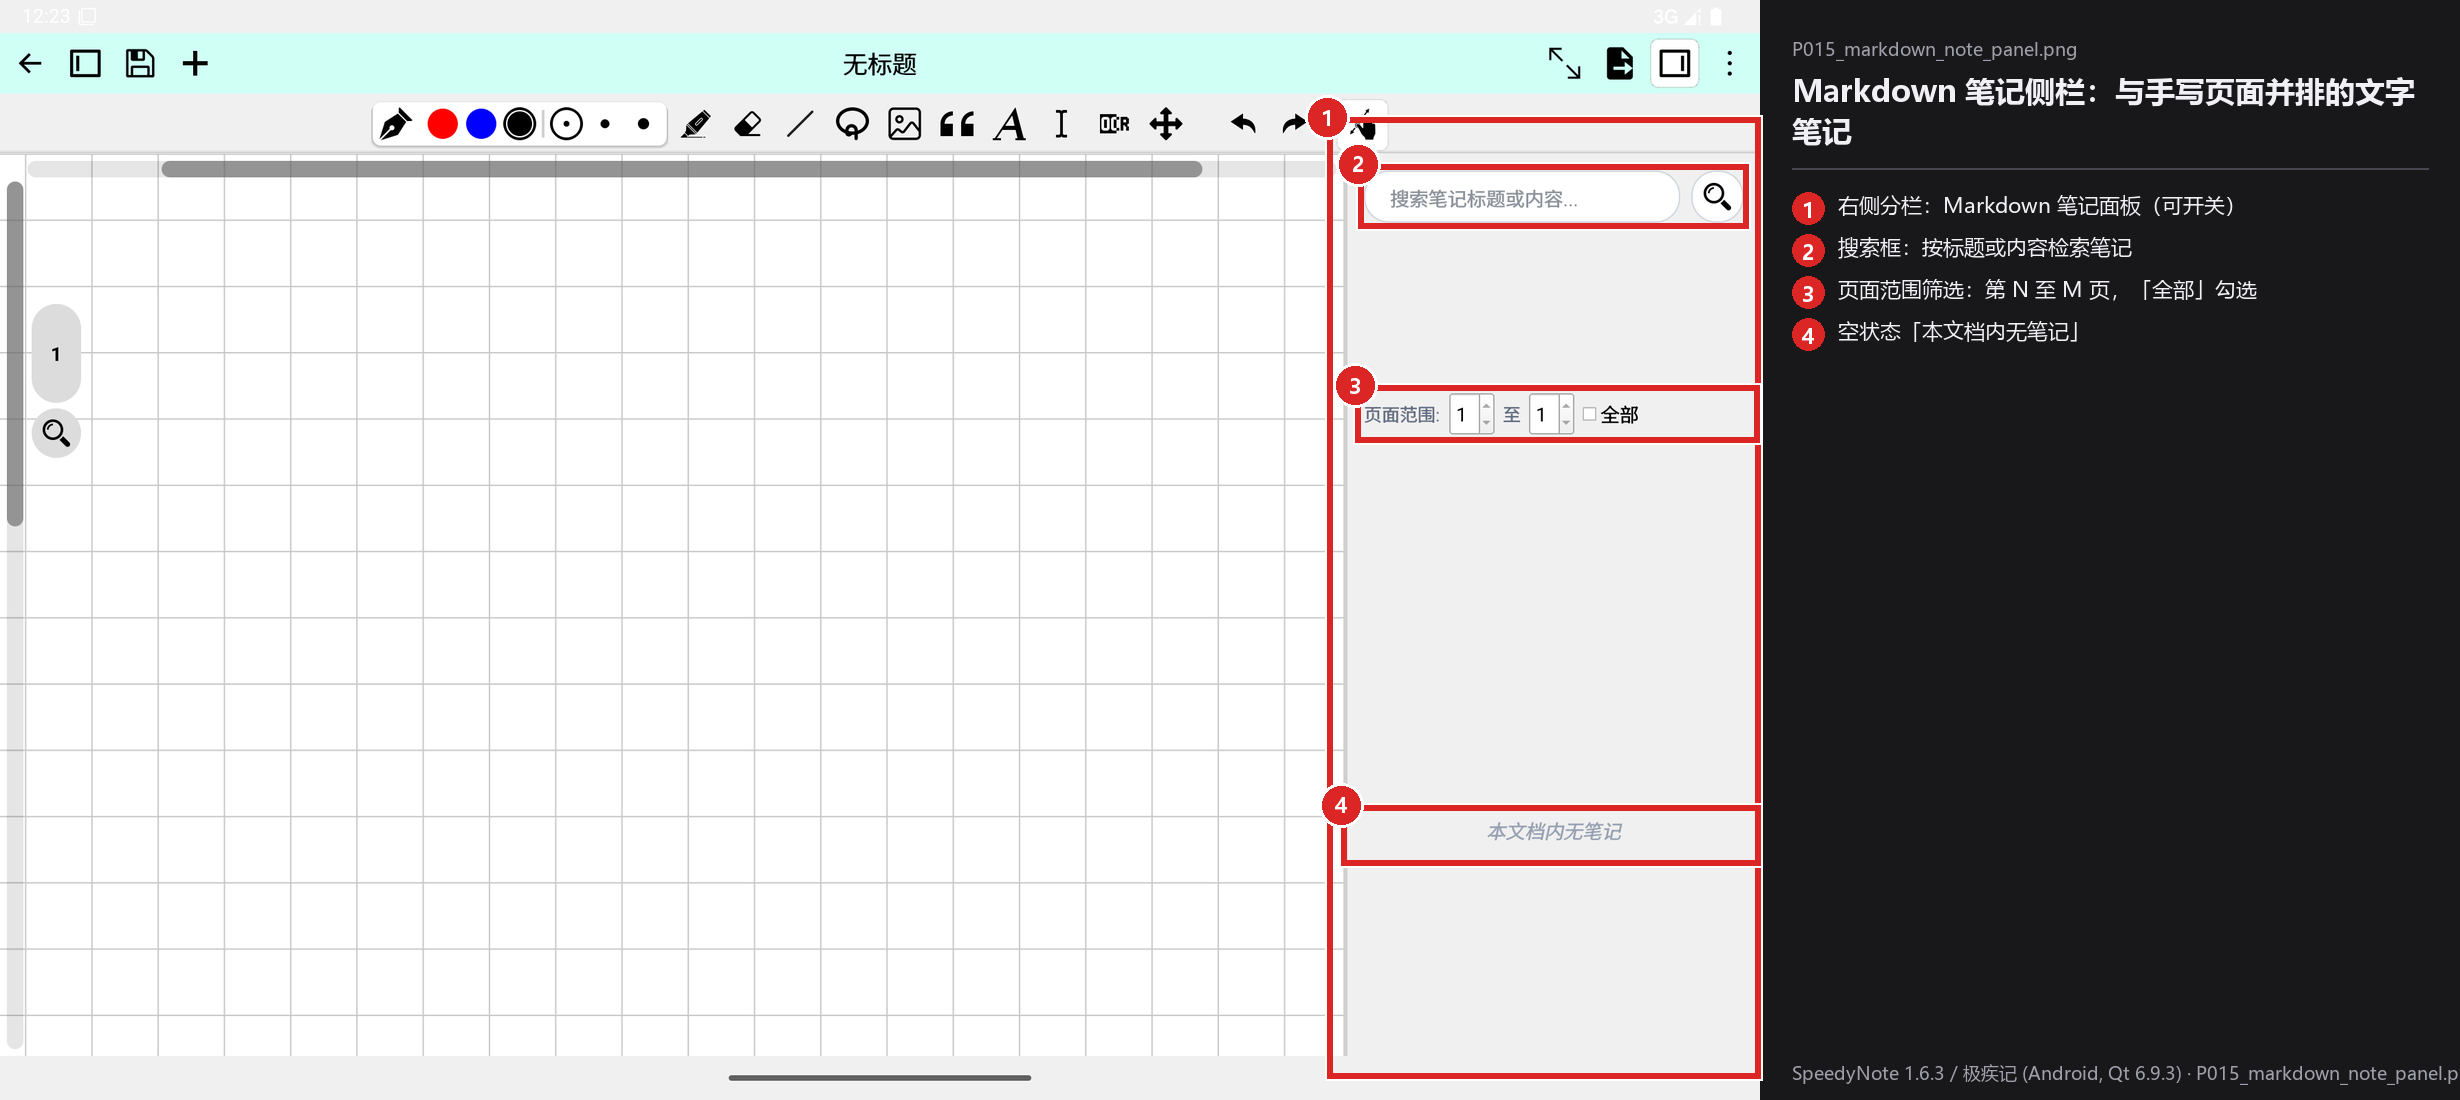 12:23
3G
无标题
OCR
1
搜索笔记标题或内容...
2
1
3
页面范围: 1 至 1 全部
4
本文档内无笔记
P015_markdown_note_panel.png
Markdown 笔记侧栏：与手写页面并排的文字
笔记
1 右侧分栏：Markdown 笔记面板（可开关）
2 搜索框：按标题或内容检索笔记
3 页面范围筛选：第 N 至 M 页，「全部」勾选
4 空状态「本文档内无笔记」
SpeedyNote 1.6.3 / 极疾记 (Android, Qt 6.9.3) · P015_markdown_note_panel.p